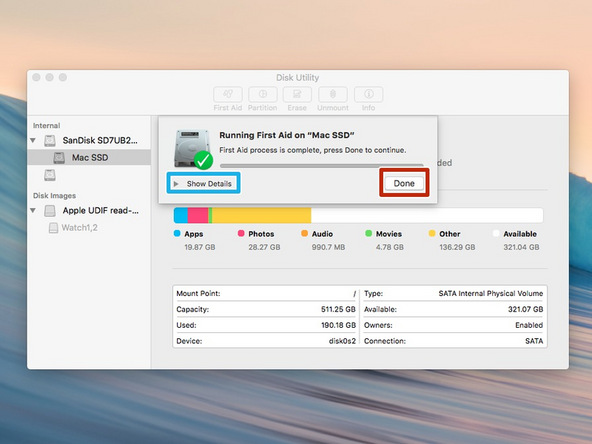 Disk Utility
First Aid Partition Erase Unmount Info
Internal
SanDisk SD7UB2...
Mac SSD
Disk Images
Apple UDIF read-...
Watch1,2
Running First Aid on "Mac SSD"
First Aid process is complete, press Done to continue.
Show Details
Done
ded
Apps Photos Audio Movies Other Available
19.87 GB 28.27 GB 990.7 MB 4.78 GB 136.29 GB 321.04 GB
Mount Point: / Type: SATA Internal Physical Volume
Capacity: 511.25 GB Available: 321.07 GB
Used: 190.18 GB Owners: Enabled
Device: disk0s2 Connection: SATA